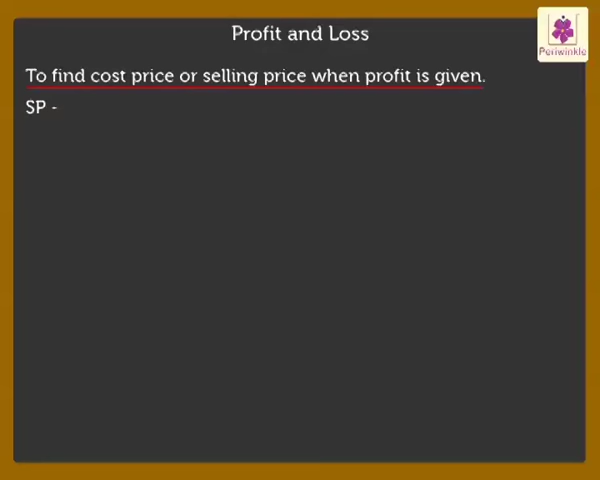 Profit and Loss
Periwinkle
To find cost price or selling price when profit is given.
SP -